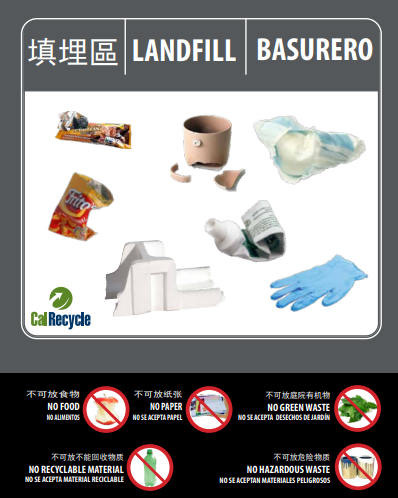 填埋區 LANDFILL BASURERO
Frito
CalRecycle
不可放食物
NO FOOD
NO ALIMENTOS
不可放纸张
NO PAPER
NO SE ACEPTA PAPEL
不可放庭院有机物
NO GREEN WASTE
NO SE ACEPTA DESECHOS DE JARDÍN
不可放不能回收物质
NO RECYCLABLE MATERIAL
NO SE ACEPTA MATERIAL RECICLABLE
不可放危险物质
NO HAZARDOUS WASTE
NO SE ACEPTAN MATERIALES PELIGROSOS